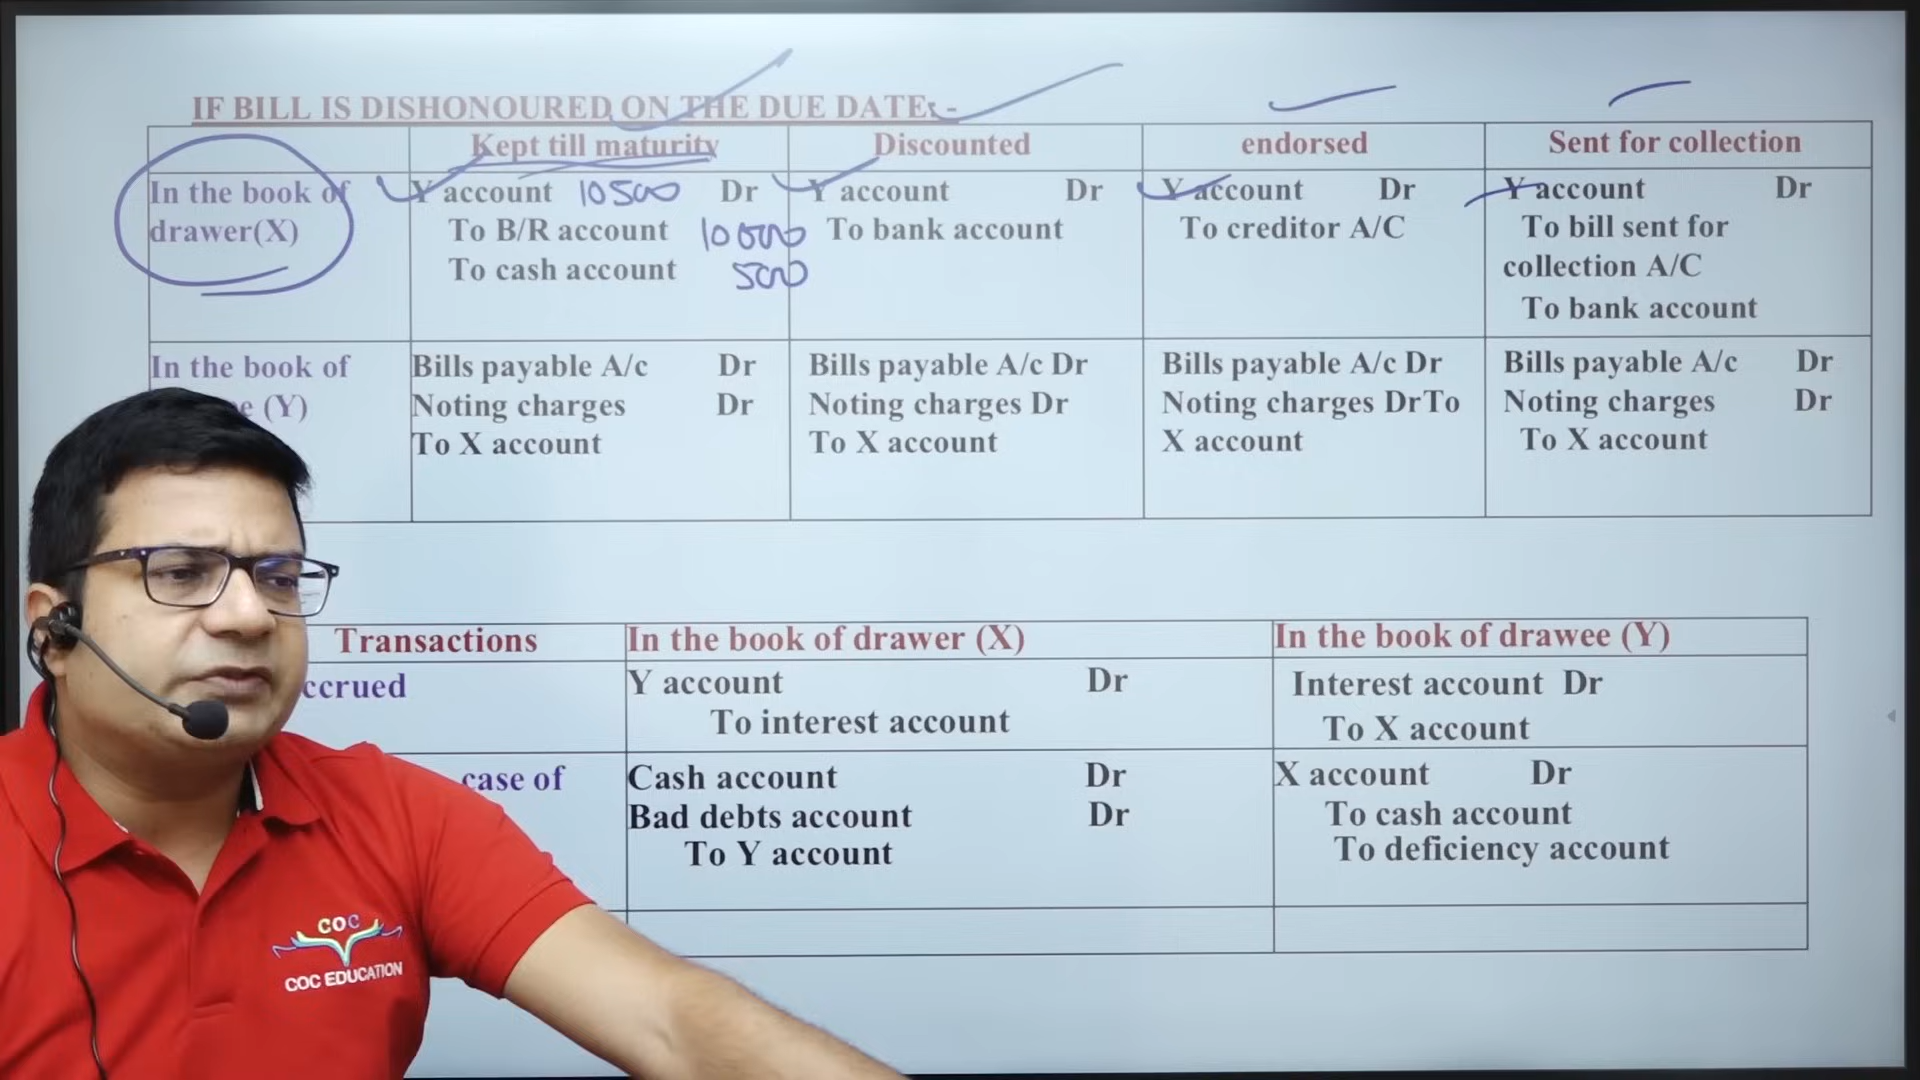 IF BILL IS DISHONOURED ON THE DUE DATE: -
Kept till maturity Discounted endorsed Sent for collection
In the book of
drawer(X)
Y account 10500 Dr
To B/R account 10000
To cash account 500
Y account Dr
To bank account
Y account Dr
To creditor A/C
Y account Dr
To bill sent for
collection A/C
To bank account
In the book of
(Y)
Bills payable A/c Dr
Noting charges Dr
To X account
Bills payable A/c Dr
Noting charges Dr
To X account
Bills payable A/c Dr
Noting charges DrTo
X account
Bills payable A/c Dr
Noting charges Dr
To X account
Transactions In the book of drawer (X) In the book of drawee (Y)
ccrued
Y account Dr
To interest account
Interest account Dr
To X account
case of
Cash account Dr
Bad debts account Dr
To Y account
X account Dr
To cash account
To deficiency account
COC
COC EDUCATION